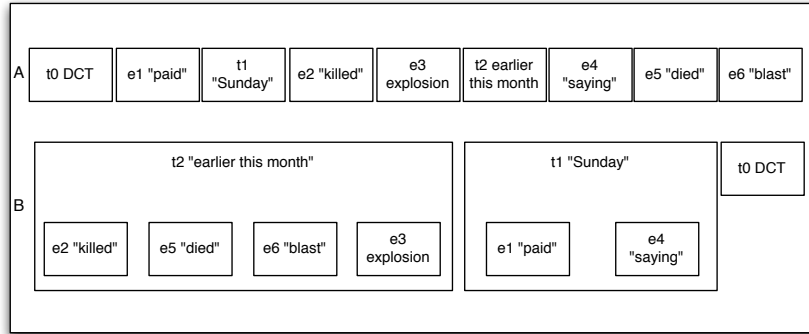 A
t0 DCT
e1 "paid"
t1
"Sunday"
e2 "killed"
e3
explosion
t2 earlier
this month
e4
"saying"
e5 "died"
e6 "blast"
B
t2 "earlier this month"
e2 "killed"
e5 "died"
e6 "blast"
e3
explosion
t1 "Sunday"
e1 "paid"
e4
"saying"
t0 DCT